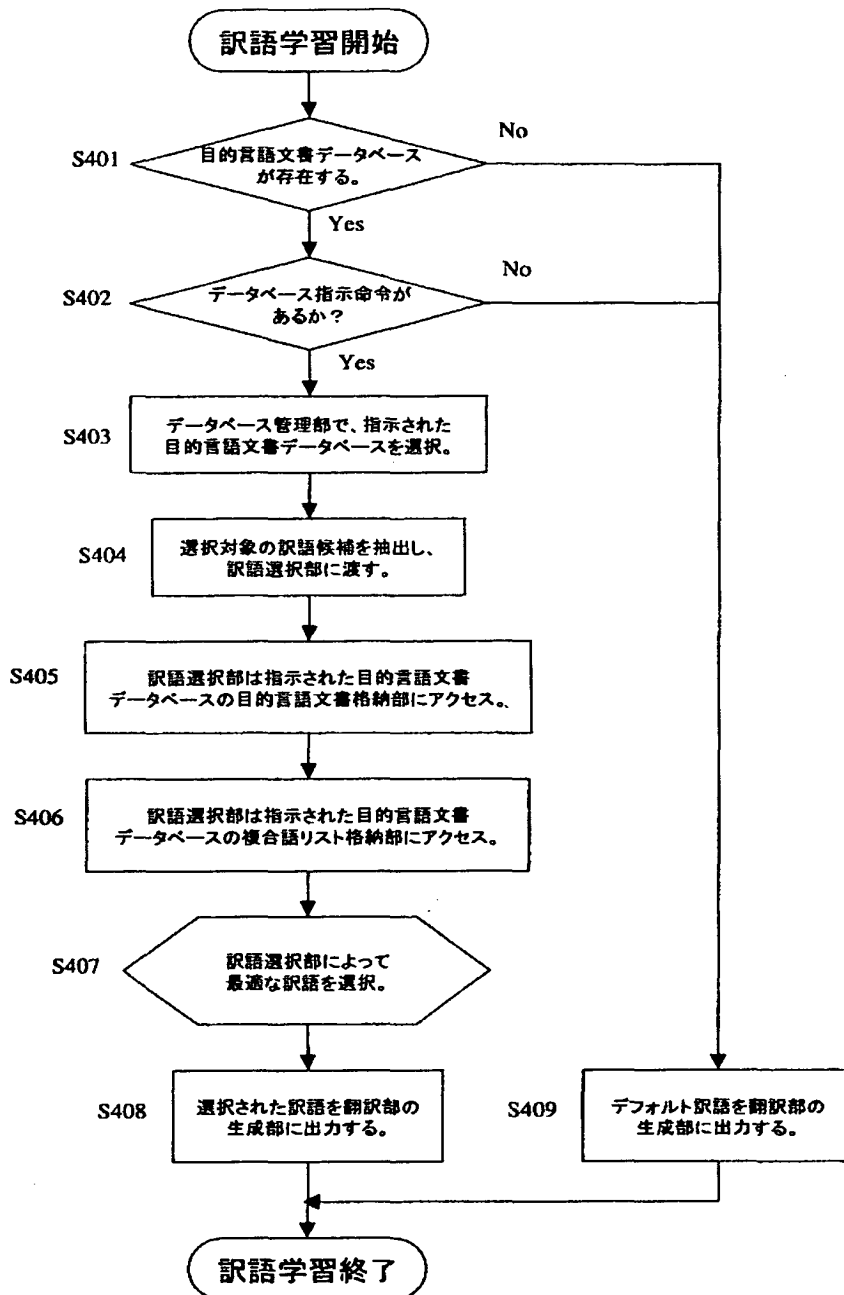 訳語学習開始
S401
目的言語文書データベース
が存在する。
No
Yes
S402
データベース指示命令が
あるか？
No
Yes
S403
データベース管理部で、指示された
目的言語文書データベースを選択。
S404
選択対象の訳語候補を抽出し、
訳語選択部に渡す。
S405
訳語選択部は指示された目的言語文書
データベースの目的言語文書格納部にアクセス。
S406
訳語選択部は指示された目的言語文書
データベースの複合語リスト格納部にアクセス。
S407
訳語選択部によって
最適な訳語を選択。
S408
選択された訳語を翻訳部の
生成部に出力する。
S409
デフォルト訳語を翻訳部の
生成部に出力する。
訳語学習終了